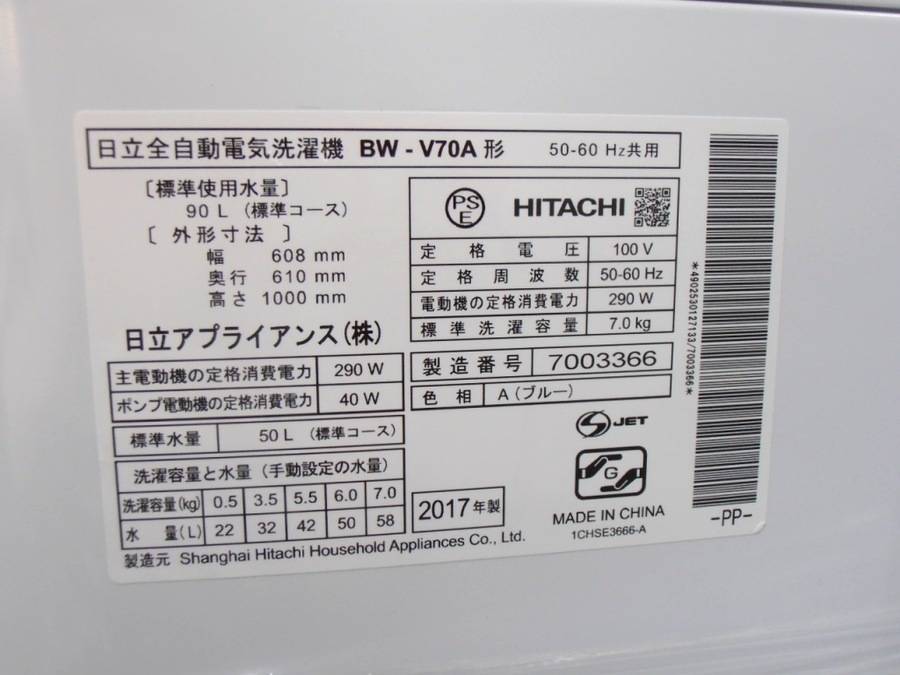 日立全自動電気洗濯機 BW - V70A 形 50-60 Hz共用
〔標準使用水量〕
90 L (標準コース)
〔 外形寸法 〕
幅 608 mm
奥行 610 mm
高さ 1000 mm
日立アプライアンス(株)
主電動機の定格消費電力 290 W
ポンプ電動機の定格消費電力 40 W
標準水量 50 L (標準コース)
洗濯容量と水量 (手動設定の水量)
洗濯容量(kg) 0.5 3.5 5.5 6.0 7.0
水 量(L) 22 32 42 50 58
製造元 Shanghai Hitachi Household Appliances Co., Ltd.
PS E HITACHI
定格電圧 100 V
定格周波数 50-60 Hz
電動機の定格消費電力 290 W
標準洗濯容量 7.0 kg
製造番号 7003366
色相 A (ブルー)
S JET
G
2017 年製
MADE IN CHINA
1CHSE3666-A
*4902530127133/7003366*
-PP-